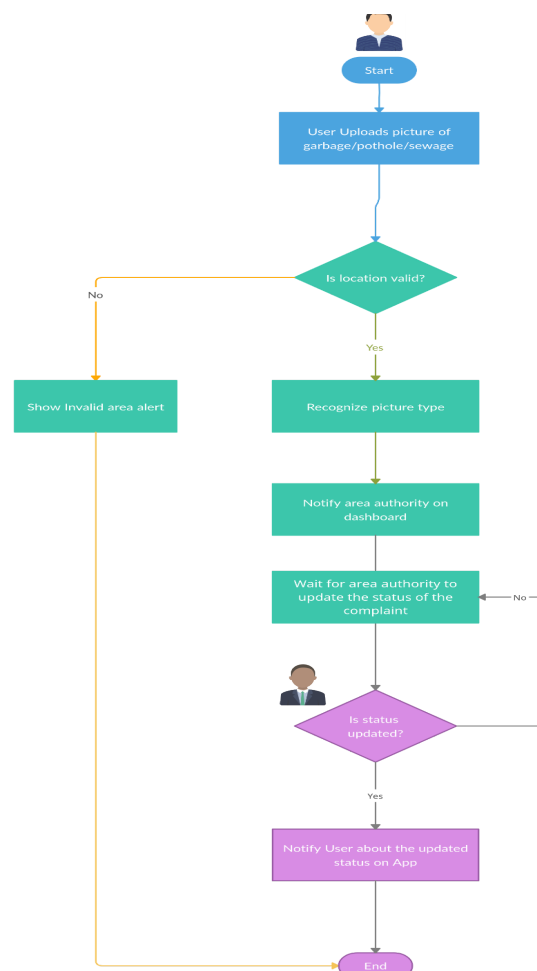 Start
User Uploads picture of
garbage/pothole/sewage
Is location valid?
No
Yes
Show Invalid area alert
Recognize picture type
Notify area authority on
dashboard
Wait for area authority to
update the status of the
complaint
No
Is status
updated?
Yes
Notify User about the updated
status on App
End